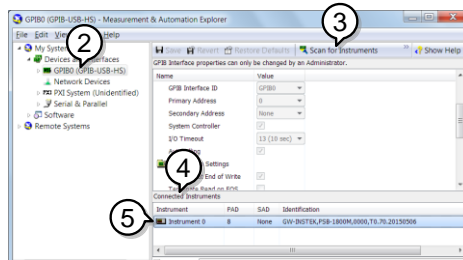 GPIB0 (GPIB-USB-HS) - Measurement & Automation Explorer
File Edit Help
My System
Devices and Interfaces
GPIB0 (GPIB-USB-HS)
Network Devices
PXI System (Unidentified)
Serial & Parallel
Software
Remote Systems
2
3
Save Revert Restore Defaults Scan for Instruments » Show Help
GPIB Interface properties can only be changed by an Administrator.
Name Value
GPIB Interface ID GPIB0
Primary Address 0
Secondary Address None
System Controller
I/O Timeout 13 (10 sec)
Settings
End of Write
4
Connected Instruments
Instrument PAD SAD Identification
5
Instrument 0 8 None GW-INSTEK,PSB-1800M,0000,T0.70.20150506